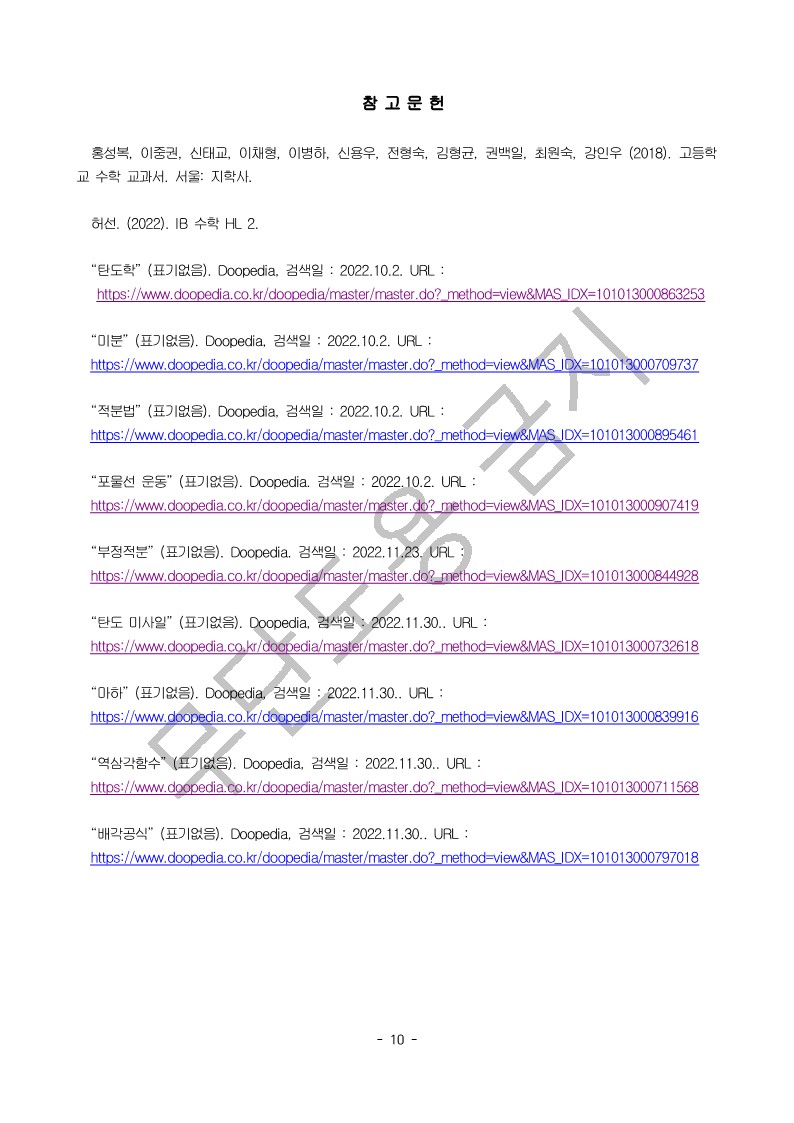 참 고 문 헌
홍성복, 이중권, 신태교, 이채형, 이병하, 신용우, 전형숙, 김형균, 권백일, 최원숙, 강인우 (2018). 고등학
교 수학 교과서. 서울: 지학사.
허선. (2022). IB 수학 HL 2.
“탄도학” (표기없음). Doopedia, 검색일 : 2022.10.2. URL :
https://www.doopedia.co.kr/doopedia/master/master.do?_method=view&MAS_IDX=101013000863253
“미분” (표기없음). Doopedia, 검색일 : 2022.10.2. URL :
https://www.doopedia.co.kr/doopedia/master/master.do?_method=view&MAS_IDX=101013000709737
“적분법” (표기없음). Doopedia, 검색일 : 2022.10.2. URL :
https://www.doopedia.co.kr/doopedia/master/master.do?_method=view&MAS_IDX=101013000895461
“포물선 운동” (표기없음). Doopedia. 검색일 : 2022.10.2. URL :
https://www.doopedia.co.kr/doopedia/master/master.do?_method=view&MAS_IDX=101013000907419
“부정적분” (표기없음). Doopedia. 검색일 : 2022.11.23. URL :
https://www.doopedia.co.kr/doopedia/master/master.do?_method=view&MAS_IDX=101013000844928
“탄도 미사일” (표기없음). Doopedia, 검색일 : 2022.11.30.. URL :
https://www.doopedia.co.kr/doopedia/master/master.do?_method=view&MAS_IDX=101013000732618
“마하” (표기없음). Doopedia, 검색일 : 2022.11.30.. URL :
https://www.doopedia.co.kr/doopedia/master/master.do?_method=view&MAS_IDX=101013000839916
“역삼각함수” (표기없음). Doopedia, 검색일 : 2022.11.30.. URL :
https://www.doopedia.co.kr/doopedia/master/master.do?_method=view&MAS_IDX=101013000711568
“배각공식” (표기없음). Doopedia, 검색일 : 2022.11.30.. URL :
https://www.doopedia.co.kr/doopedia/master/master.do?_method=view&MAS_IDX=101013000797018
무단도용 금지
- 10 -